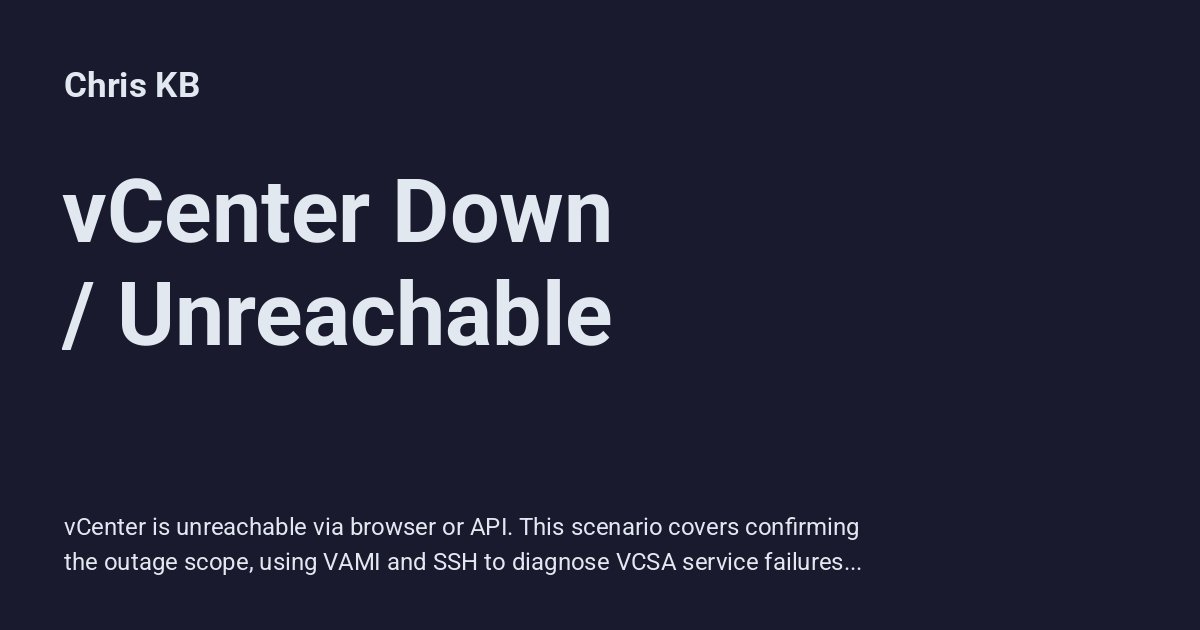 Chris KB
vCenter Down
/ Unreachable
vCenter is unreachable via browser or API. This scenario covers confirming
the outage scope, using VAMI and SSH to diagnose VCSA service failures...